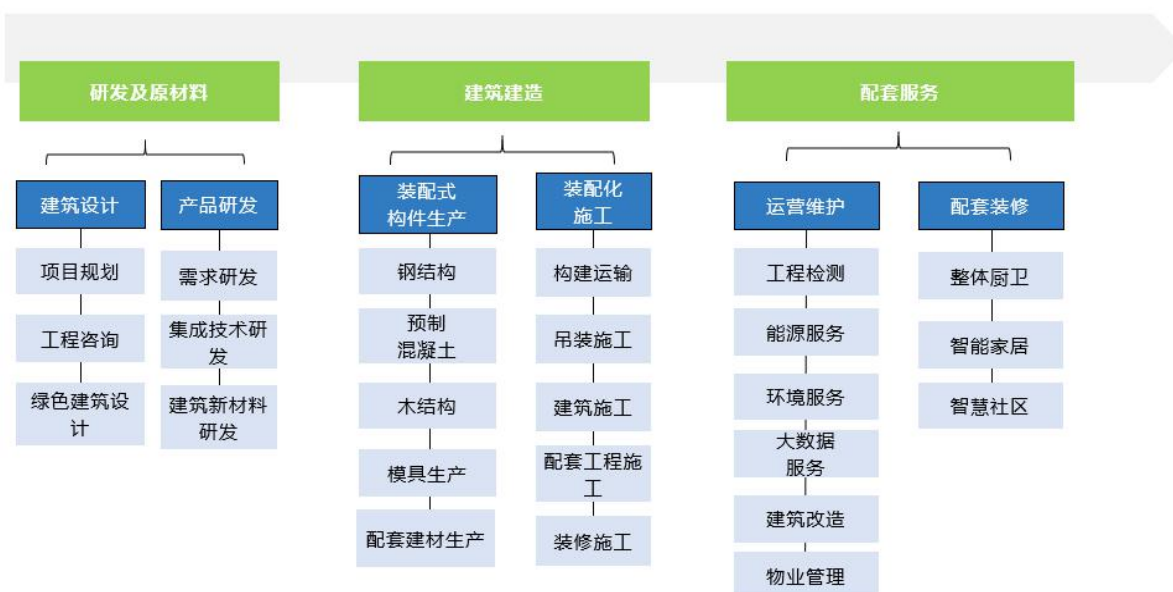 研发及原材料
建筑设计
项目规划
工程咨询
绿色建筑设
计
产品研发
需求研发
集成技术研
发
建筑新材料
研发
建筑建造
装配式
构件生产
钢结构
预制
混凝土
木结构
模具生产
配套建材生产
装配化
施工
构建运输
吊装施工
建筑施工
配套工程施
工
装修施工
配套服务
运营维护
工程检测
能源服务
环境服务
大数据
服务
建筑改造
物业管理
配套装修
整体厨卫
智能家居
智慧社区